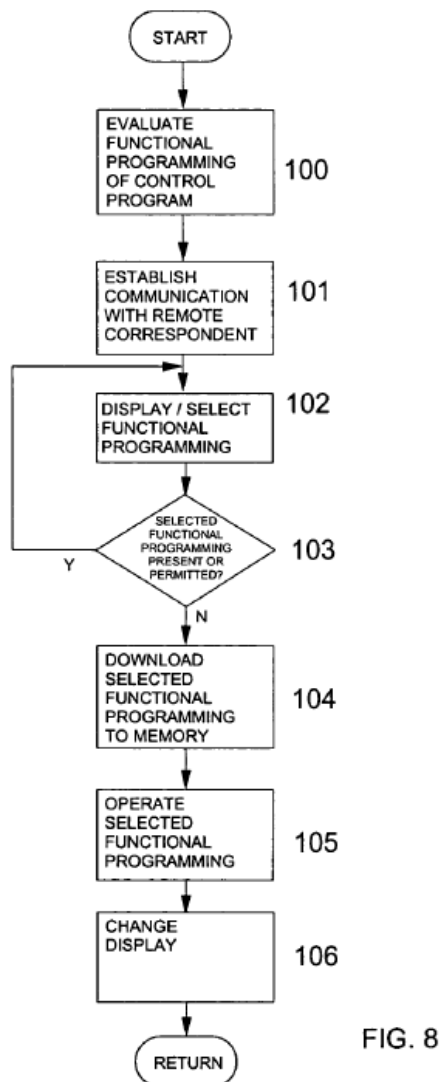 START
EVALUATE
FUNCTIONAL
PROGRAMMING
OF CONTROL
PROGRAM
100
ESTABLISH
COMMUNICATION
WITH REMOTE
CORRESPONDENT
101
DISPLAY / SELECT
FUNCTIONAL
PROGRAMMING
102
SELECTED
FUNCTIONAL
PROGRAMMING
PRESENT OR
PERMITTED?
103
Y
N
DOWNLOAD
SELECTED
FUNCTIONAL
PROGRAMMING
TO MEMORY
104
OPERATE
SELECTED
FUNCTIONAL
PROGRAMMING
105
CHANGE
DISPLAY
106
RETURN
FIG. 8